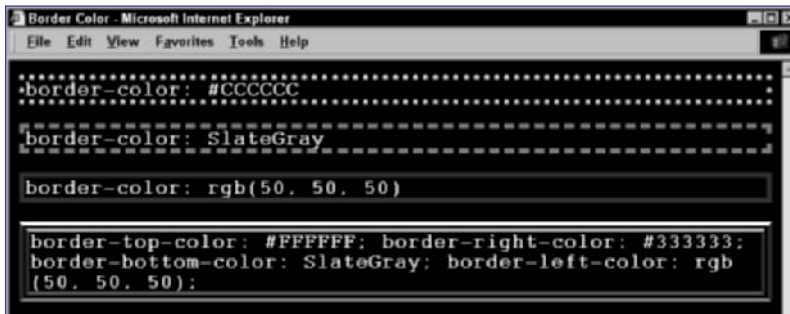 Border Color - Microsoft Internet Explorer
File Edit View Favorites Tools Help
border-color: #CCCCCC
border-color: SlateGray
border-color: rgb(50, 50, 50)
border-top-color: #FFFFFF; border-right-color: #333333;
border-bottom-color: SlateGray; border-left-color: rgb
(50, 50, 50);